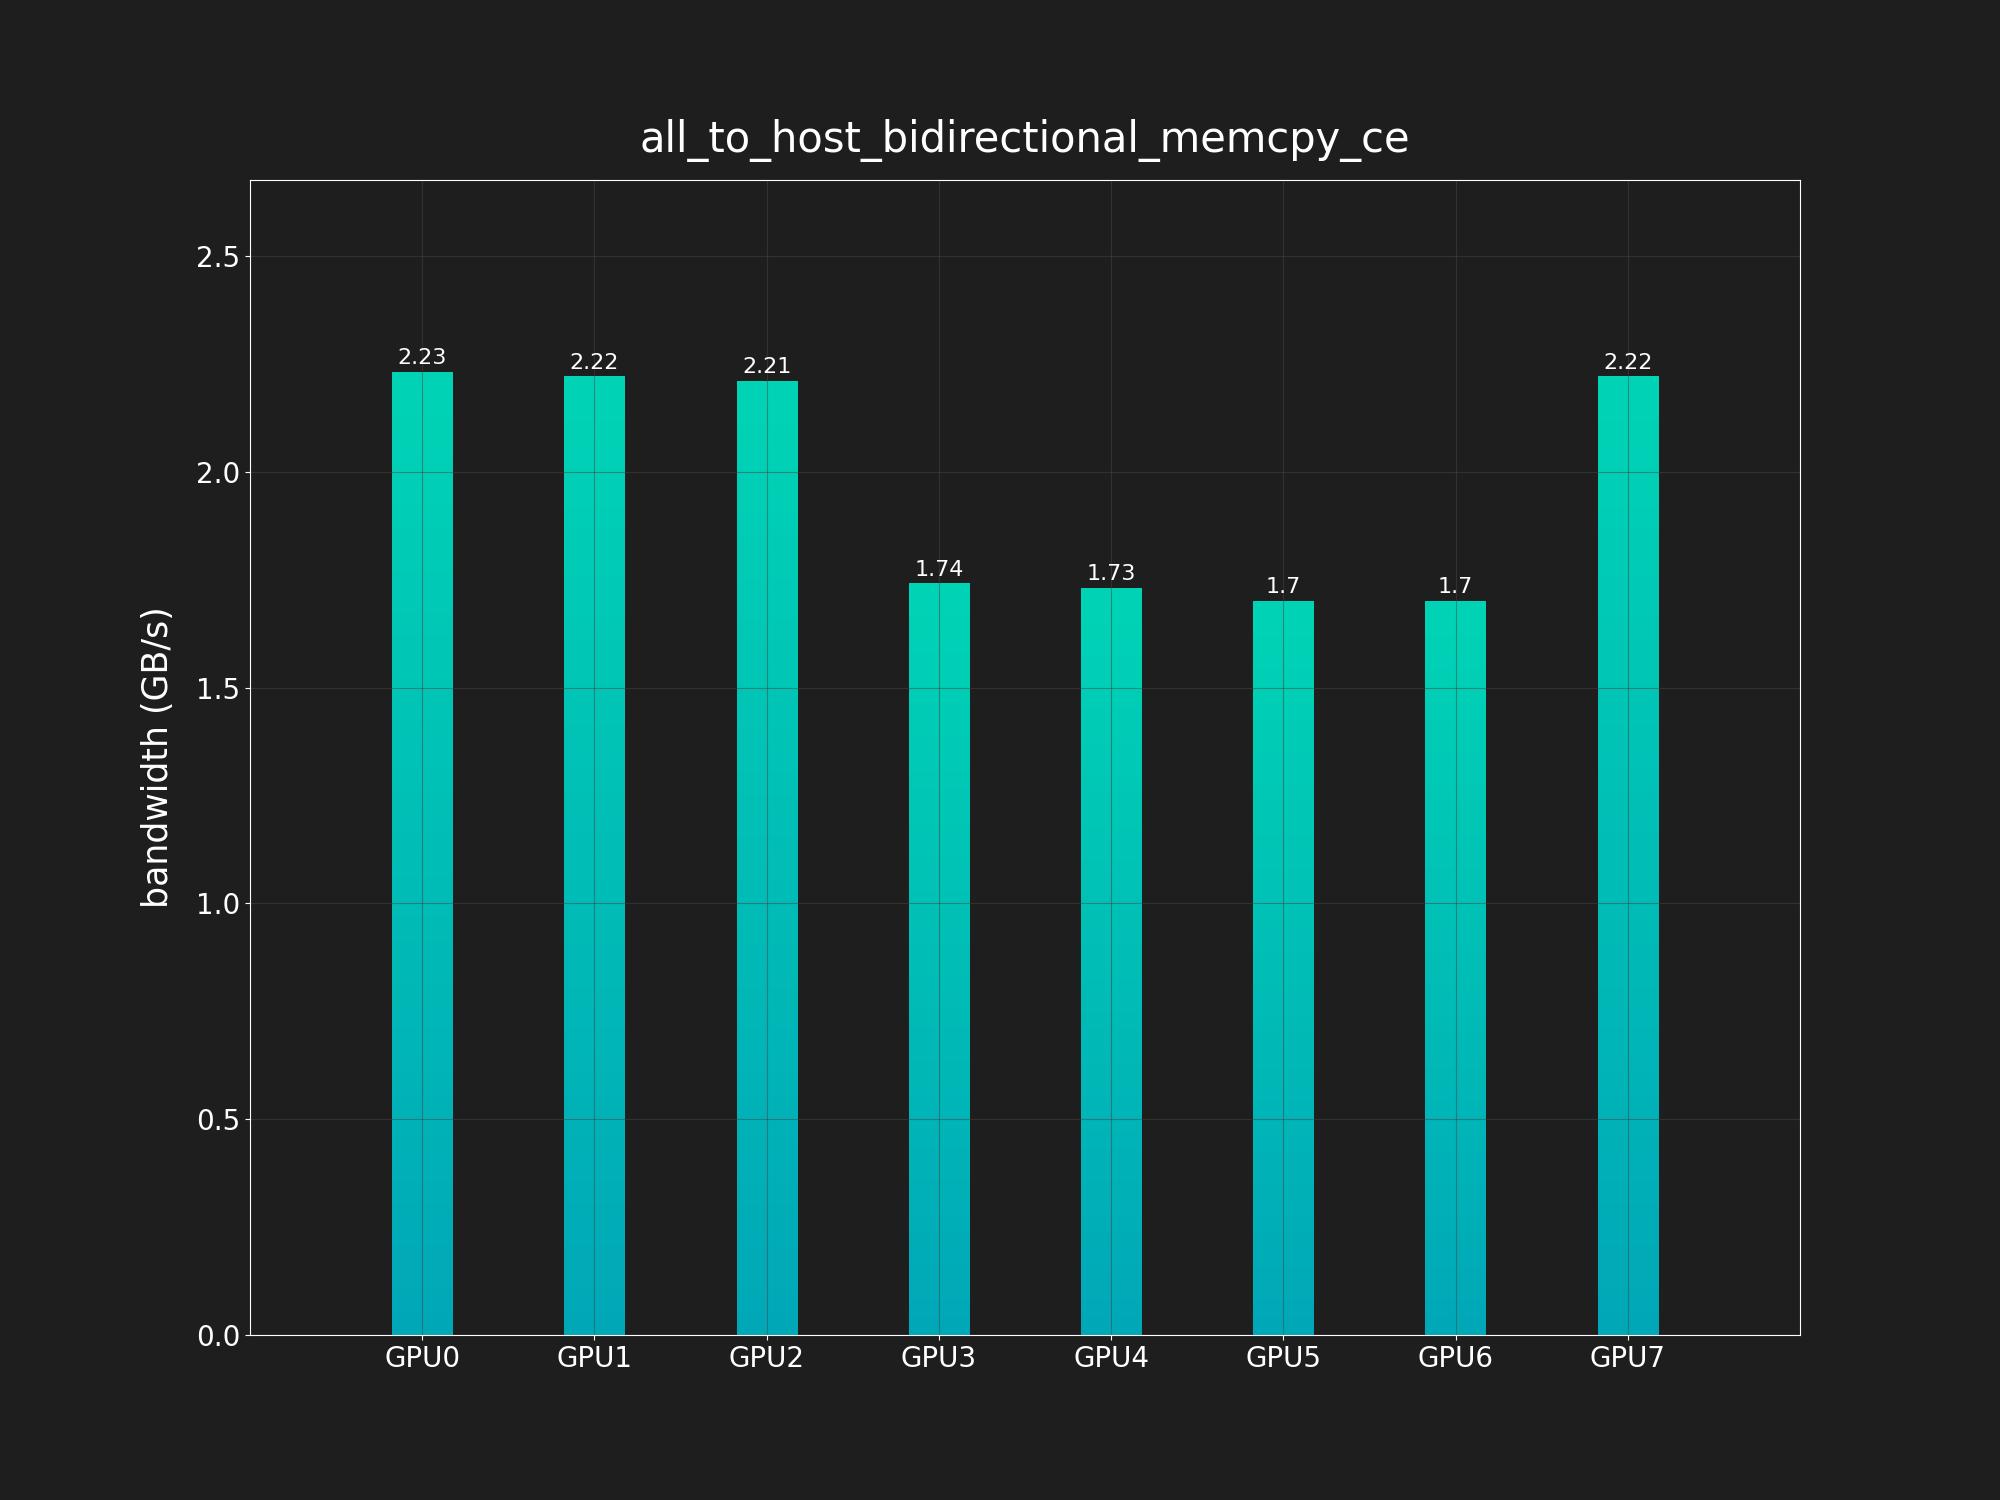 all_to_host_bidirectional_memcpy_ce
bandwidth (GB/s)
2.5
2.0
1.5
1.0
0.5
0.0
2.23
2.22
2.21
1.74
1.73
1.7
1.7
2.22
GPU0
GPU1
GPU2
GPU3
GPU4
GPU5
GPU6
GPU7